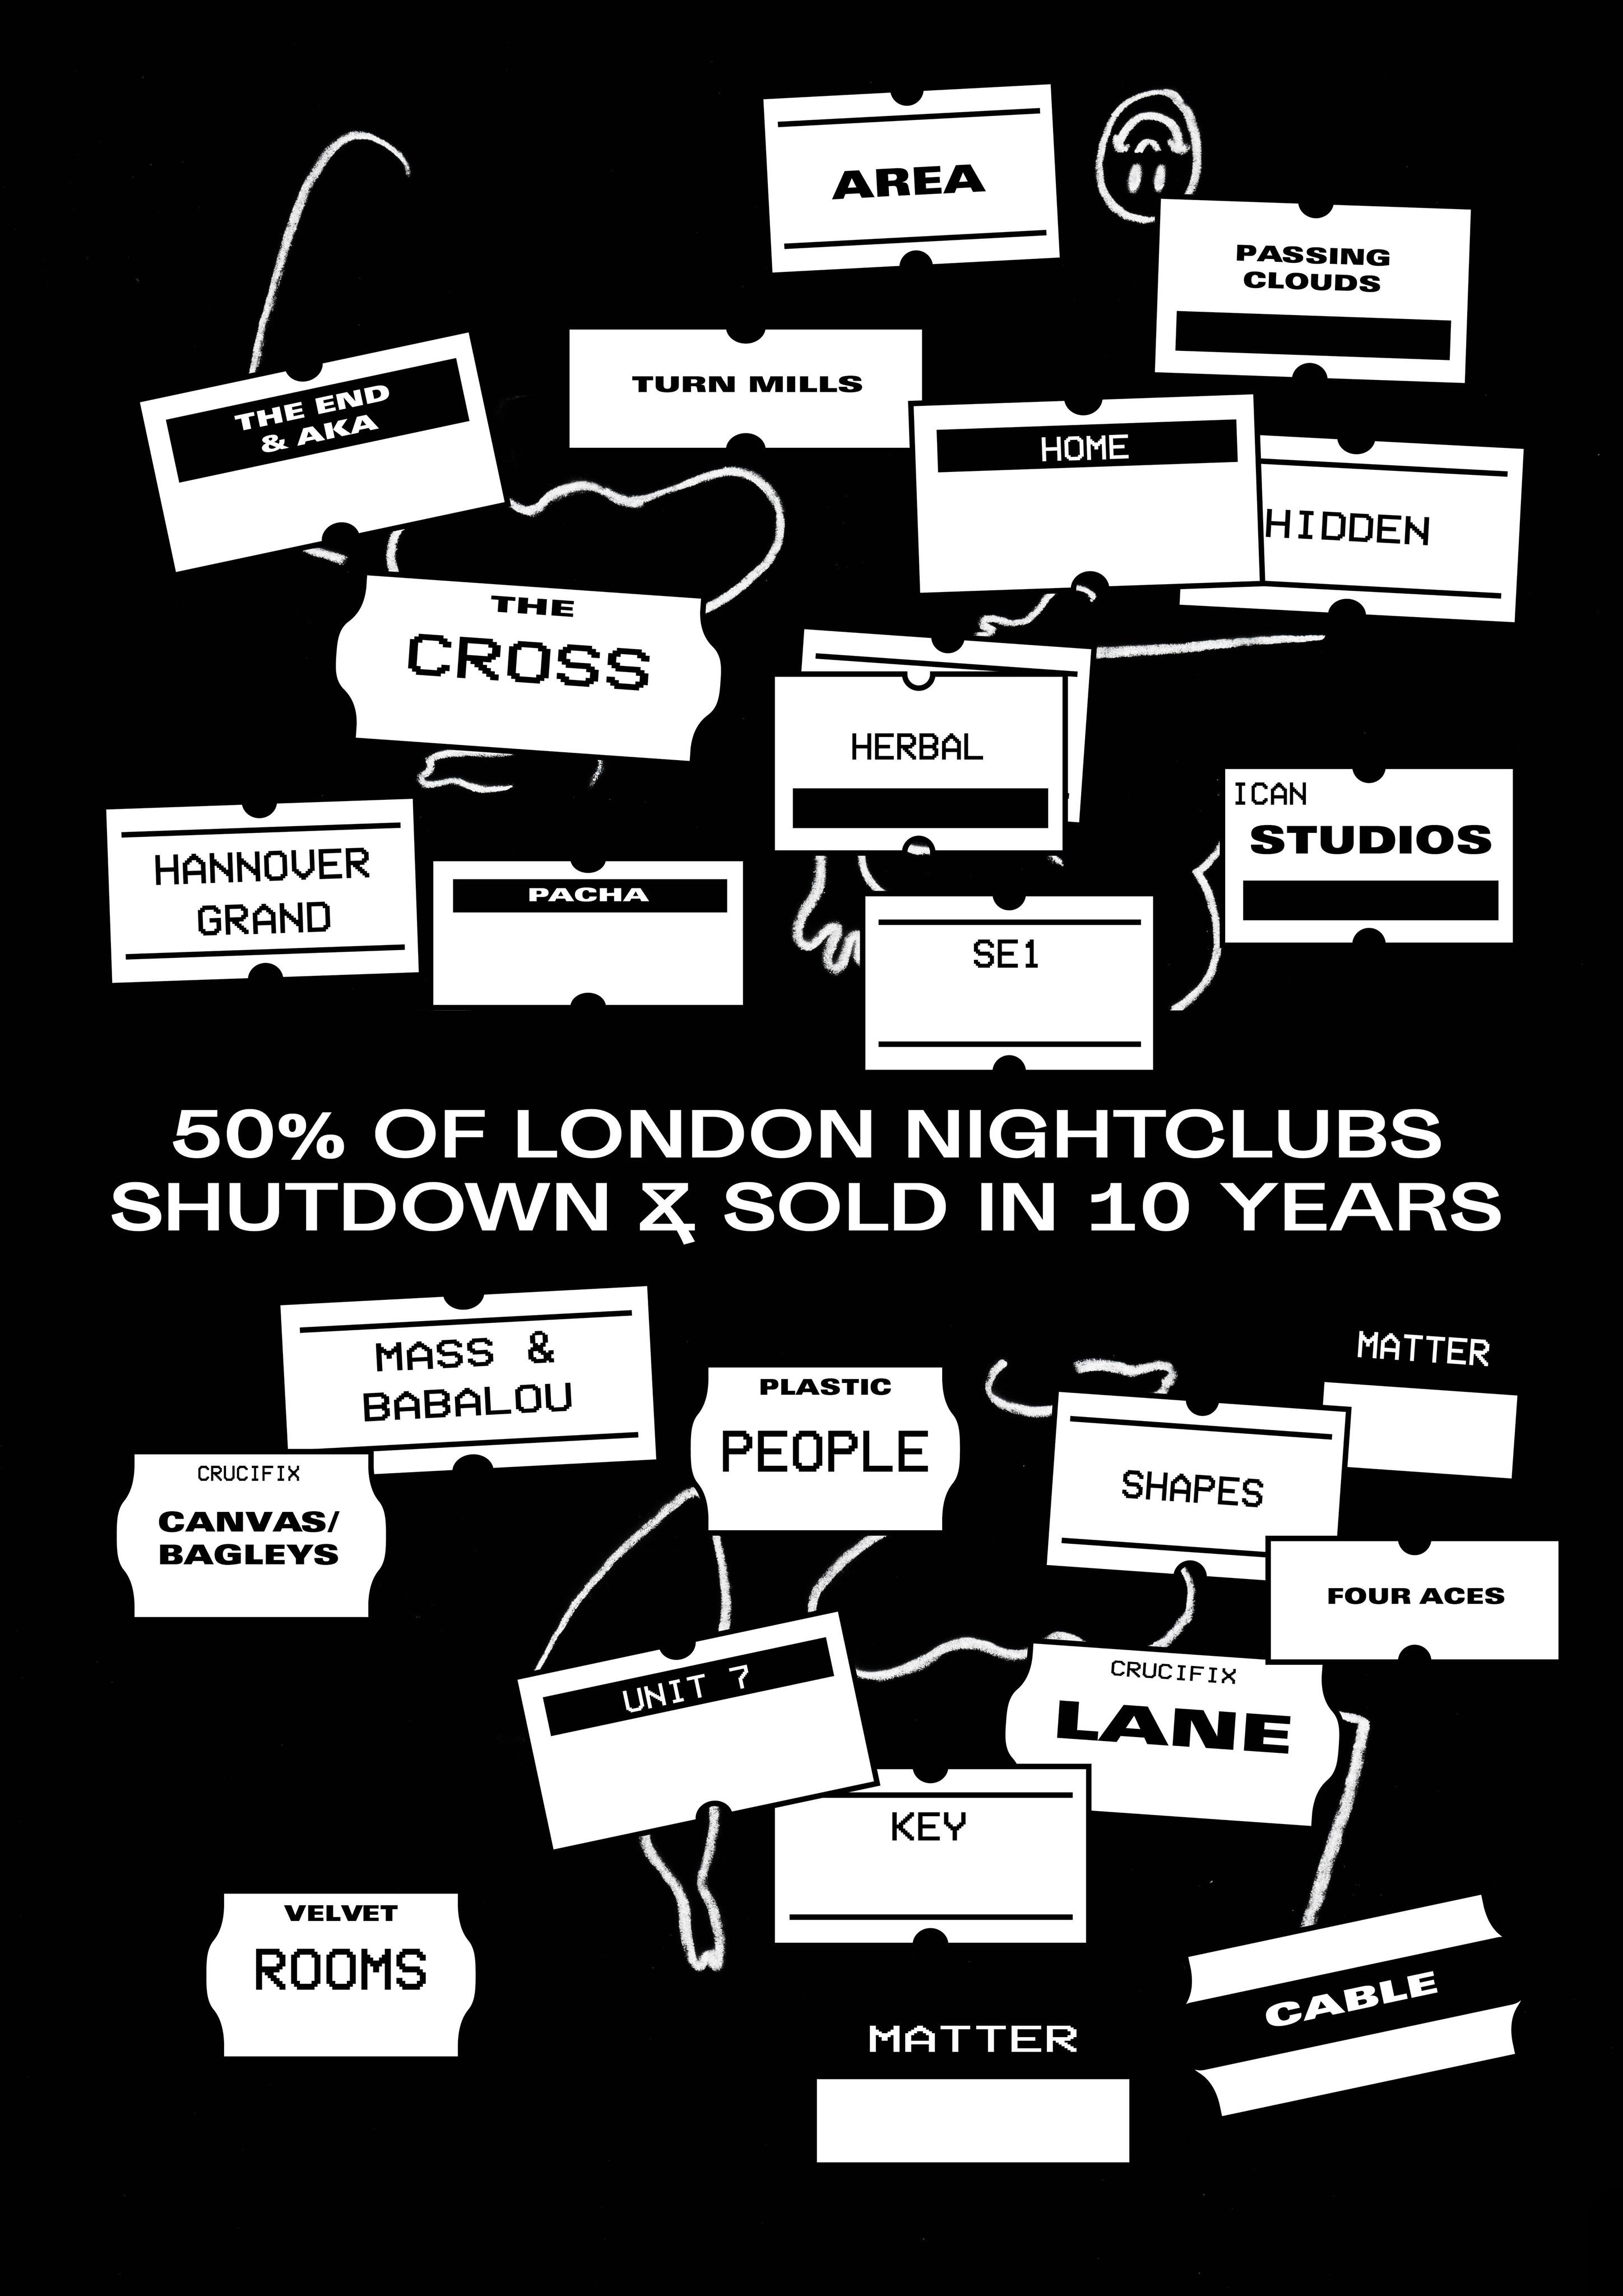 AREA
PASSING
CLOUDS
THE END
& AKA
TURN MILLS
HOME
HIDDEN
THE
CROSS
HERBAL
ICAN
STUDIOS
HANNOVER
GRAND
PACHA
SE1
50% OF LONDON NIGHTCLUBS
SHUTDOWN & SOLD IN 10 YEARS
MASS &
BABALOU
MATTER
PLASTIC
PEOPLE
CRUCIFIX
CANVAS/
BAGLEYS
SHAPES
FOUR ACES
UNIT 7
CRUCIFIX
LANE
KEY
VELVET
ROOMS
CABLE
MATTER